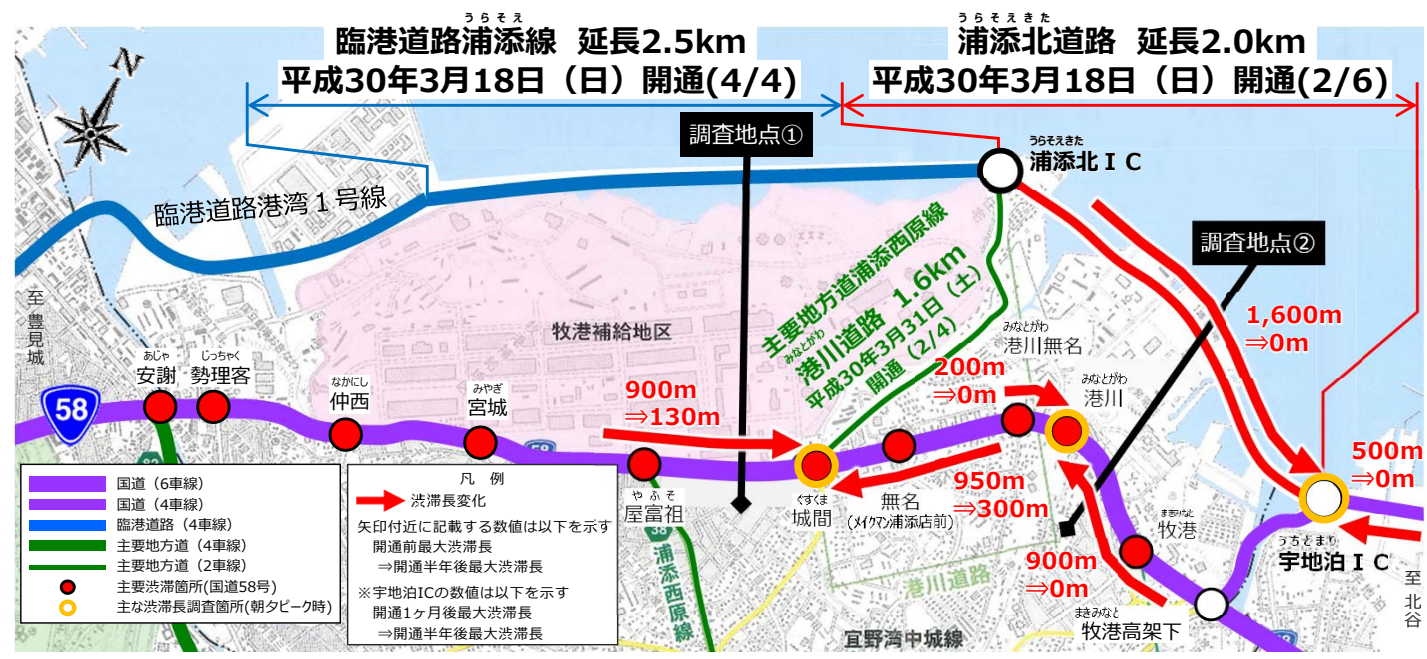 うらそえ
臨港道路浦添線 延長2.5km
平成30年3月18日（日）開通(4/4)
うらそえきた
浦添北道路 延長2.0km
平成30年3月18日（日）開通(2/6)
N
調査地点①
うらそえきた
浦添北ＩＣ
臨港道路港湾１号線
調査地点②
至 豊見城
牧港補給地区
主要地方道浦添西原線
みなとがわ
港川道路 1.6km
平成30年3月31日（土）
開通（2/4）
1,600m
⇒0m
みなとがわ
港川無名
みなとがわ
港川
200m
⇒0m
あじゃ
安謝
じっちゃく
勢理客
なかにし
仲西
みやぎ
宮城
900m
⇒130m
58
58
500m
⇒0m
やふそ
屋富祖
ぐすくま
城間
無名
(メイクマン浦添店前)
950m
⇒300m
まきみなと
牧港
うちどまり
宇地泊ＩＣ
至 北谷
900m
⇒0m
まきみなと
牧港高架下
82
38
浦添西原線
港川道路
宜野湾中城線
国道（6車線）
国道（4車線）
臨港道路（4車線）
主要地方道（4車線）
主要地方道（2車線）
主要渋滞箇所(国道58号)
主な渋滞長調査箇所(朝夕ピーク時)
凡 例
渋滞長変化
矢印付近に記載する数値は以下を示す
開通前最大渋滞長
⇒開通半年後最大渋滞長
※宇地泊ICの数値は以下を示す
開通1ヶ月後最大渋滞長
⇒開通半年後最大渋滞長